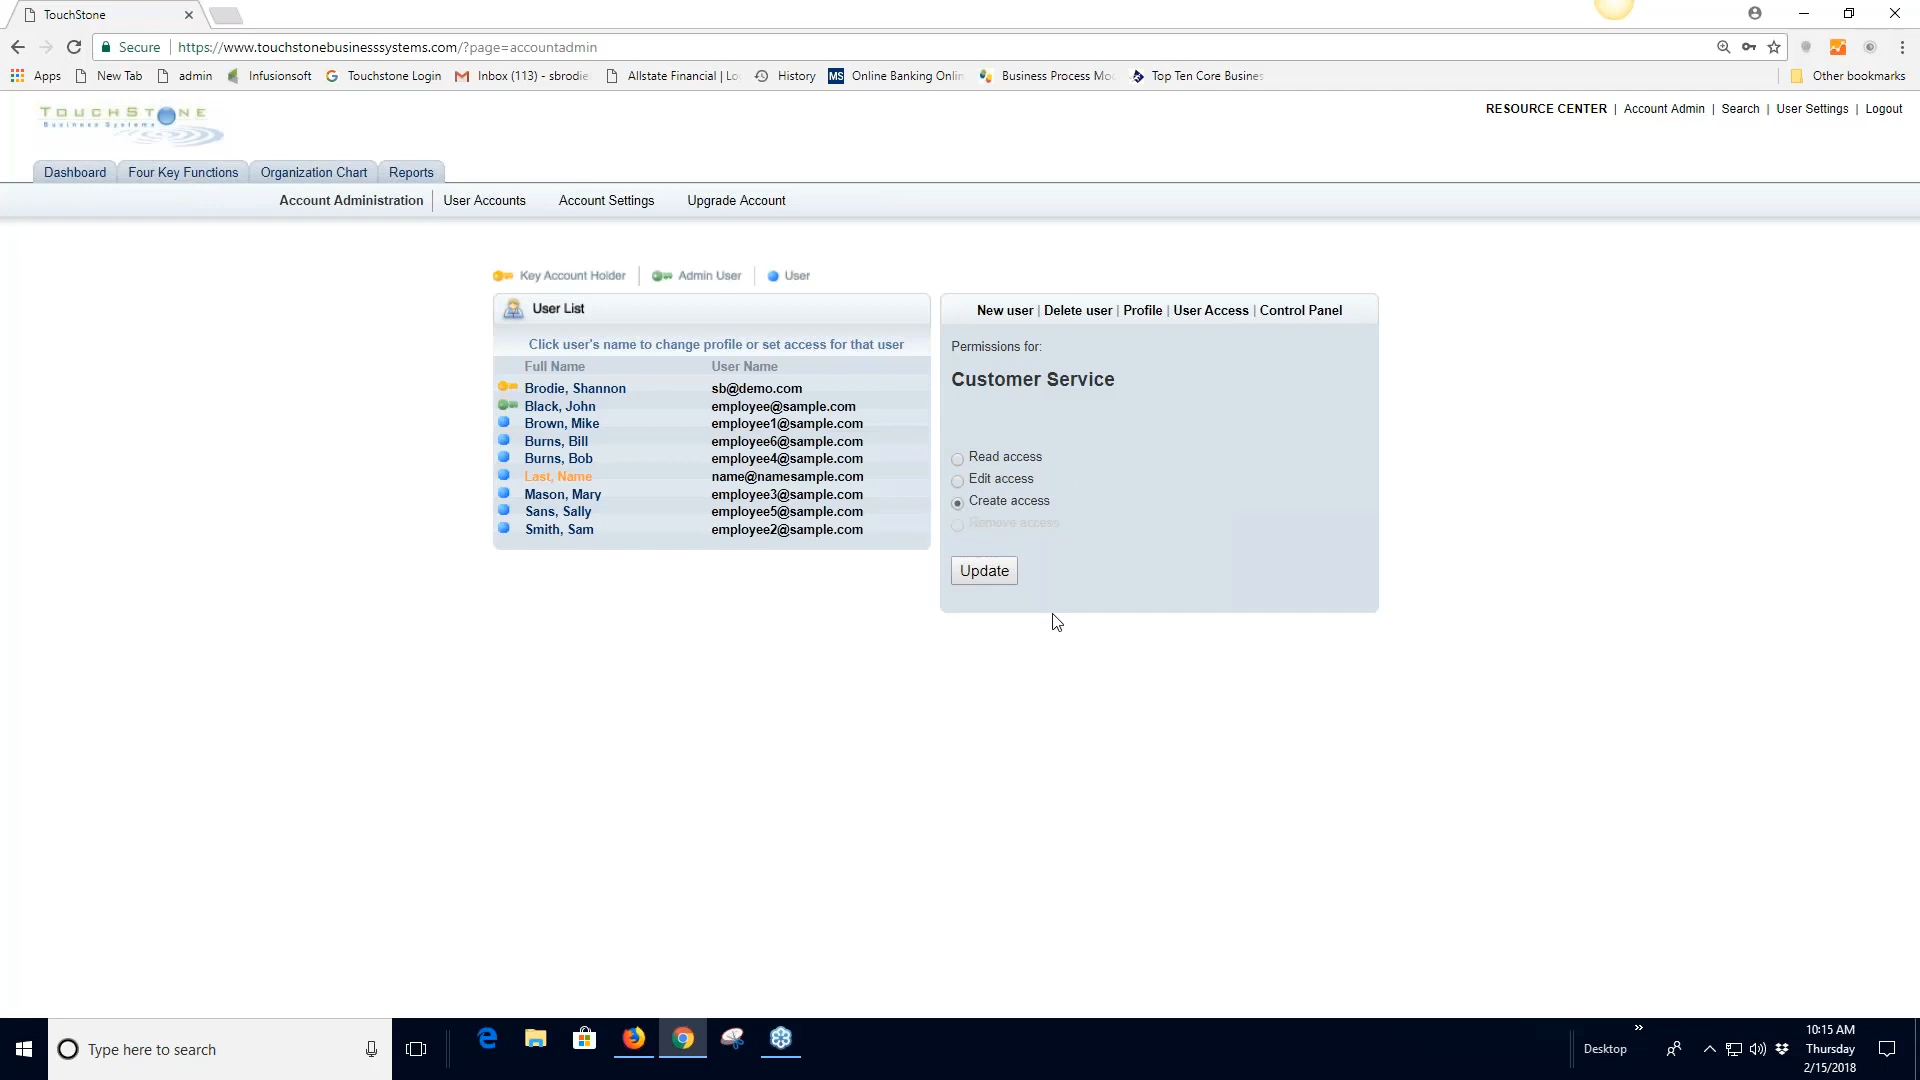 TouchStone
Secure https://www.touchstonebusinesssystems.com/?page=accountadmin
Apps New Tab admin Infusionsoft Touchstone Login Inbox (113) - sbrodie Allstate Financial | Lo History MS Online Banking Onlin Business Process Mo Top Ten Core Busines Other bookmarks
TOUCHSTONE
Business Systems
RESOURCE CENTER | Account Admin | Search | User Settings | Logout
Dashboard Four Key Functions Organization Chart Reports
Account Administration User Accounts Account Settings Upgrade Account
Key Account Holder Admin User User
User List
Click user's name to change profile or set access for that user
Full Name User Name
Brodie, Shannon sb@demo.com
Black, John employee@sample.com
Brown, Mike employee1@sample.com
Burns, Bill employee6@sample.com
Burns, Bob employee4@sample.com
Last, Name name@namesample.com
Mason, Mary employee3@sample.com
Sans, Sally employee5@sample.com
Smith, Sam employee2@sample.com
New user | Delete user | Profile | User Access | Control Panel
Permissions for:
Customer Service
Read access
Edit access
Create access
Remove access
Update
Type here to search
Desktop
10:15 AM
Thursday
2/15/2018